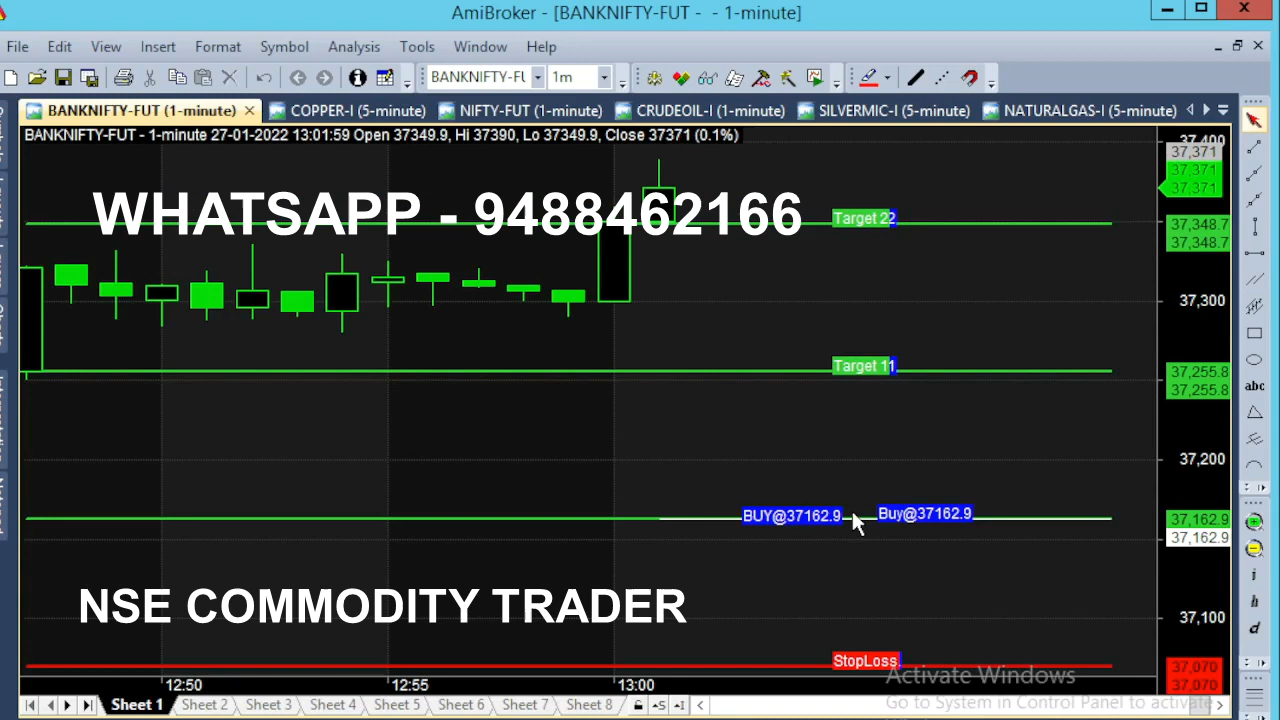 AmiBroker - [BANKNIFTY-FUT -  - 1-minute]
File Edit View Insert Format Symbol Analysis Tools Window Help
BANKNIFTY-FU 1m
BANKNIFTY-FUT (1-minute) COPPER-I (5-minute) NIFTY-FUT (1-minute) CRUDEOIL-I (1-minute) SILVERMIC-I (5-minute) NATURALGAS-I (5-minute)
BANKNIFTY-FUT - 1-minute 27-01-2022 13:01:59 Open 37349.9, Hi 37390, Lo 37349.9, Close 37371 (0.1%)
37,400
37,371
37,371
37,371
WHATSAPP - 9488462166
Target 22
37,348.7
37,348.7
37,300
Target 11
37,255.8
37,255.8
abc
37,200
BUY@37162.9 Buy@37162.9
37,162.9
37,162.9
i
h
d
NSE COMMODITY TRADER
37,100
StopLoss
37,070
37,070
Activate Windows
Go to System in Control Panel to activate
12:50 12:55 13:00
Sheet 1 Sheet 2 Sheet 3 Sheet 4 Sheet 5 Sheet 6 Sheet 7 Sheet 8